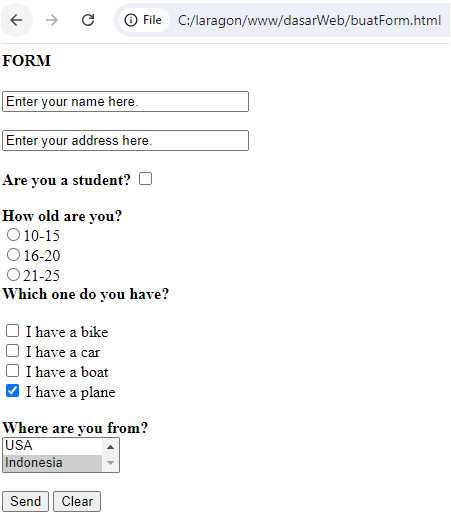 File C:/laragon/www/dasarWeb/buatForm.html
FORM
Enter your name here.
Enter your address here.
Are you a student?
How old are you?
10-15
16-20
21-25
Which one do you have?
I have a bike
I have a car
I have a boat
I have a plane
Where are you from?
USA
Indonesia
Send Clear